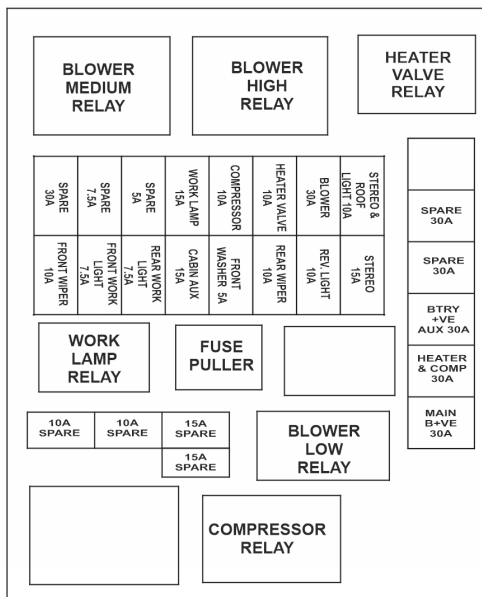 BLOWER
MEDIUM
RELAY
BLOWER
HIGH
RELAY
HEATER
VALVE
RELAY
SPARE
30A
SPARE
7.5A
SPARE
5A
WORK LAMP
15A
COMPRESSOR
10A
HEATER VALVE
10A
BLOWER
30A
STEREO &
ROOF
LIGHT 10A
FRONT WIPER
10A
FRONT WORK
LIGHT
7.5A
REAR WORK
LIGHT
7.5A
CABIN AUX
15A
FRONT
WASHER 5A
REAR WIPER
10A
REV. LIGHT
10A
STEREO
15A
SPARE
30A
SPARE
30A
BTRY
+VE
AUX 30A
HEATER
& COMP
30A
MAIN
B+VE
30A
WORK
LAMP
RELAY
FUSE
PULLER
10A
SPARE
10A
SPARE
15A
SPARE
15A
SPARE
BLOWER
LOW
RELAY
COMPRESSOR
RELAY